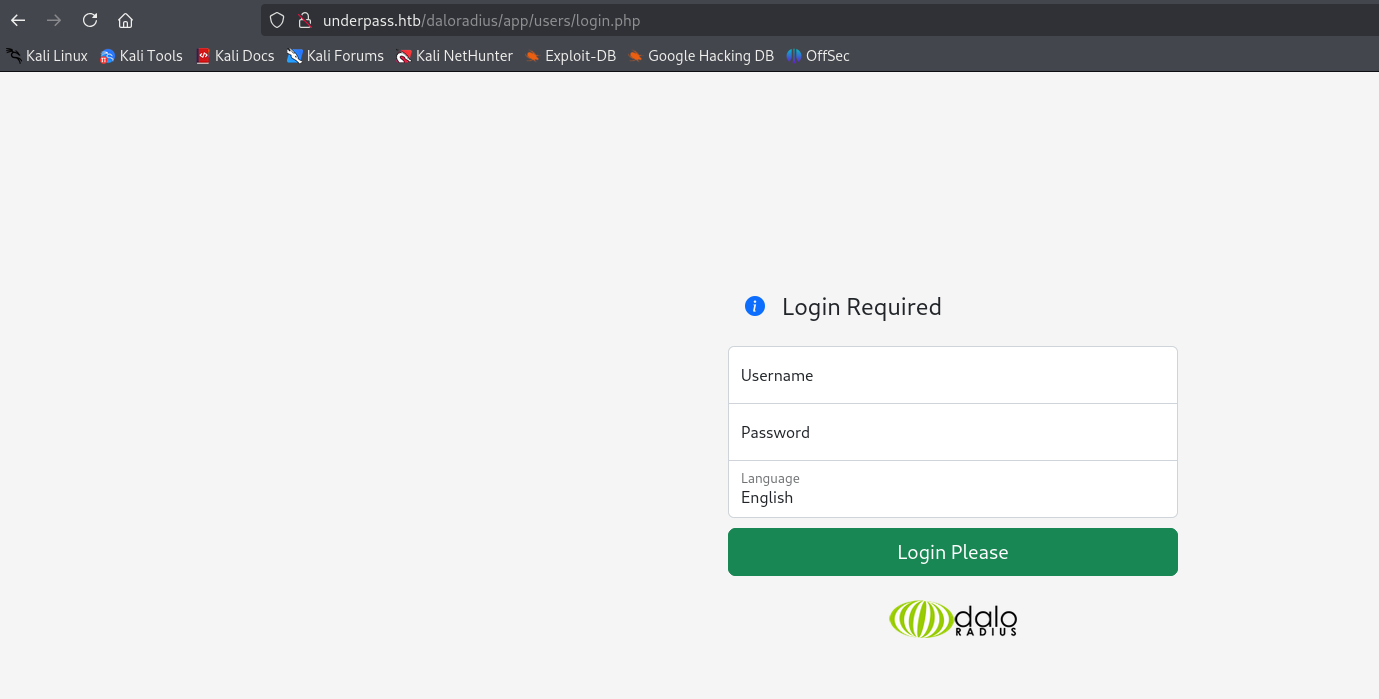 underpass.htb/daloradius/app/users/login.php
Kali Linux Kali Tools Kali Docs Kali Forums Kali NetHunter Exploit-DB Google Hacking DB OffSec
i Login Required
Username
Password
Language
English
Login Please
dalo
RADIUS